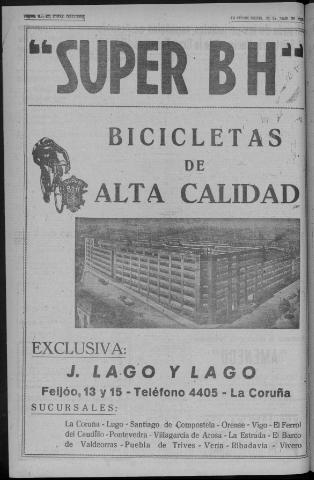 "SUPER BH"
BICICLETAS
DE
ALTA CALIDAD
EXCLUSIVA:
J. LAGO Y LAGO
Feijóo, 13 y 15 - Teléfono 4405 - La Coruña
SUCURSALES:
La Coruña - Lugo - Santiago de Compostela - Orense - Vigo - El Ferrol
del Caudillo - Pontevedra - Villagarcía de Arosa - La Estrada - El Barco
de Valdeorras - Puebla de Trives - Verín - Ribadavia - Vivero